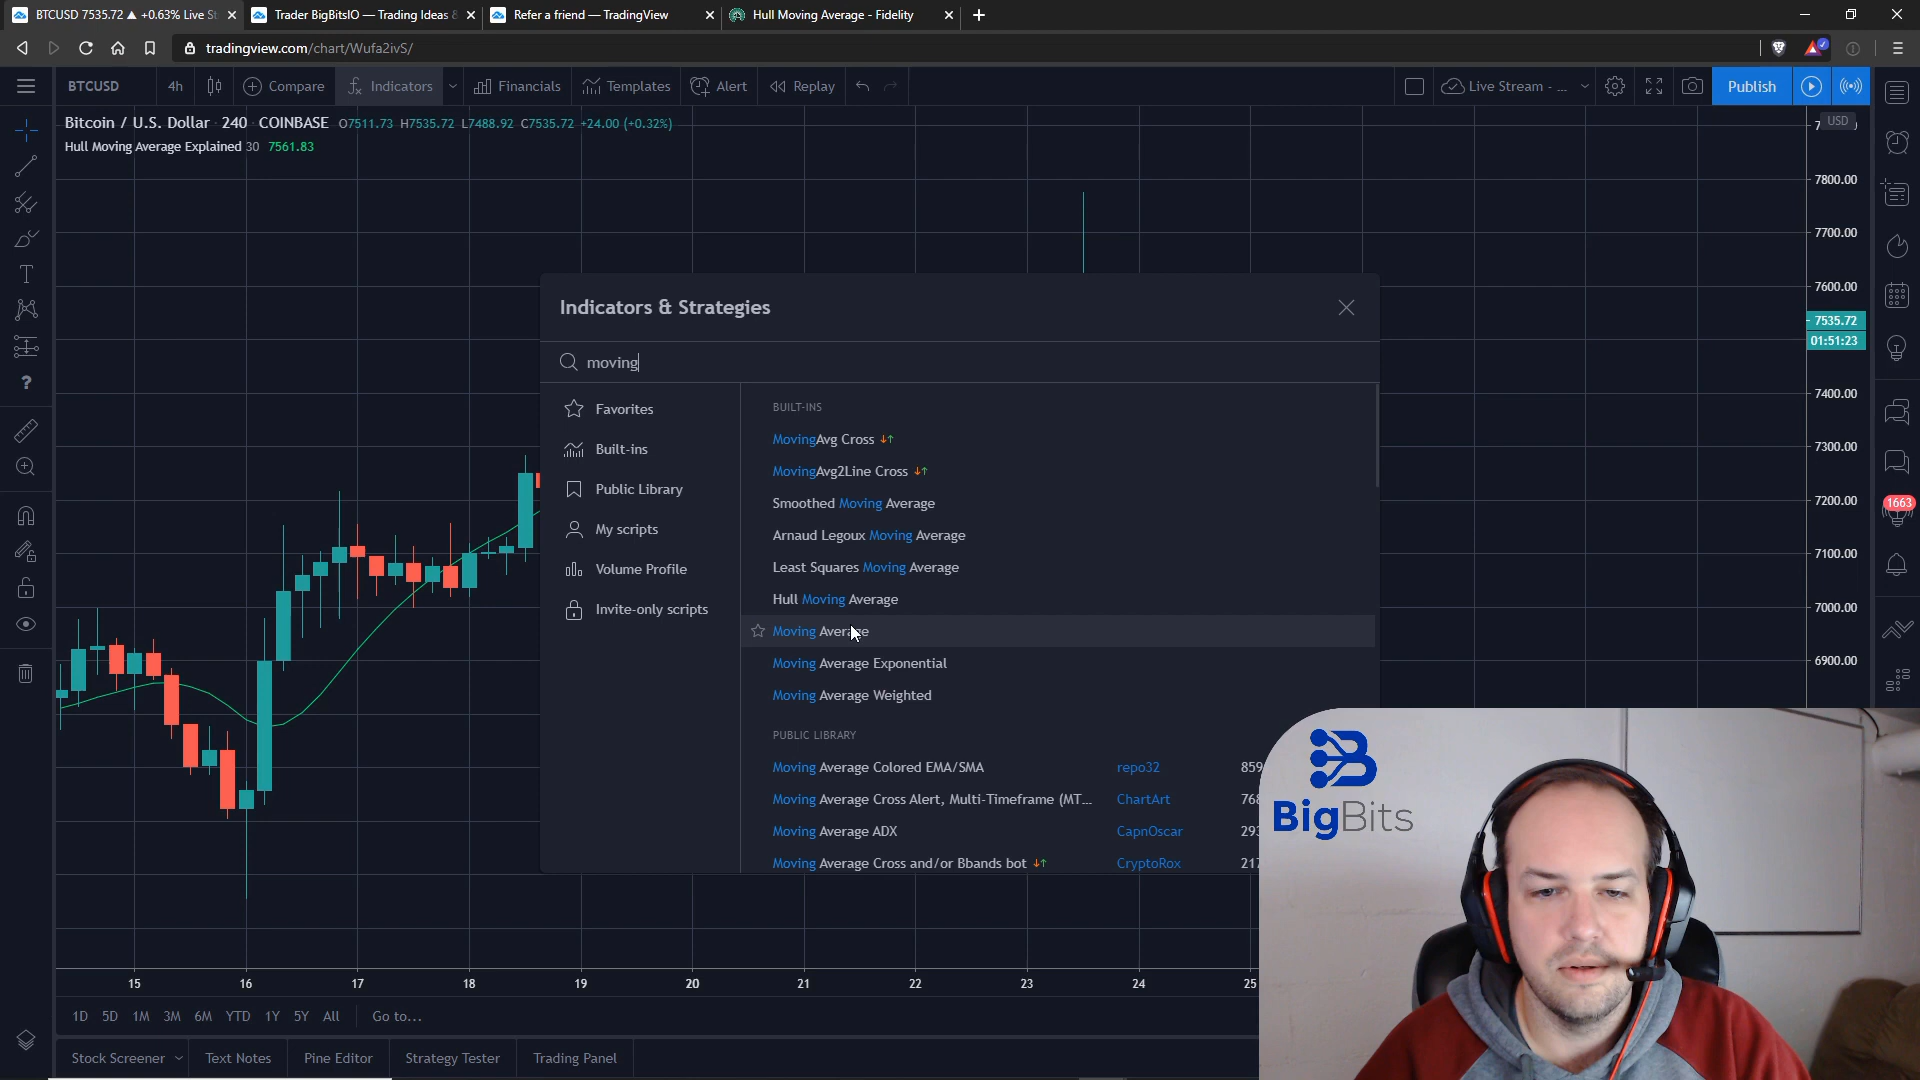 BTCUSD 7535.72 ▲ +0.63% Live St
Trader BigBitsIO — Trading Ideas &
Refer a friend — TradingView
Hull Moving Average - Fidelity
tradingview.com/chart/Wufa2ivS/
BTCUSD
4h
Compare
Indicators
Financials
Templates
Alert
Replay
Live Stream - ...
Publish
Bitcoin / U.S. Dollar 240 COINBASE O7511.73 H7535.72 L7488.92 C7535.72 +24.00 (+0.32%)
Hull Moving Average Explained 30 7561.83
USD
7800.00
7700.00
7600.00
7535.72
01:51:23
7400.00
7300.00
7200.00
7100.00
7000.00
6900.00
1663
Indicators & Strategies
moving
Favorites
Built-ins
Public Library
My scripts
Volume Profile
Invite-only scripts
BUILT-INS
MovingAvg Cross
MovingAvg2Line Cross
Smoothed Moving Average
Arnaud Legoux Moving Average
Least Squares Moving Average
Hull Moving Average
Moving Average
Moving Average Exponential
Moving Average Weighted
PUBLIC LIBRARY
Moving Average Colored EMA/SMA repo32 859
Moving Average Cross Alert, Multi-Timeframe (MT... ChartArt 768
Moving Average ADX CapnOscar 293
Moving Average Cross and/or Bbands bot CryptoRox 217
BigBits
15 16 17 18 19 20 21 22 23 24 25
1D 5D 1M 3M 6M YTD 1Y 5Y All Go to...
Stock Screener Text Notes Pine Editor Strategy Tester Trading Panel